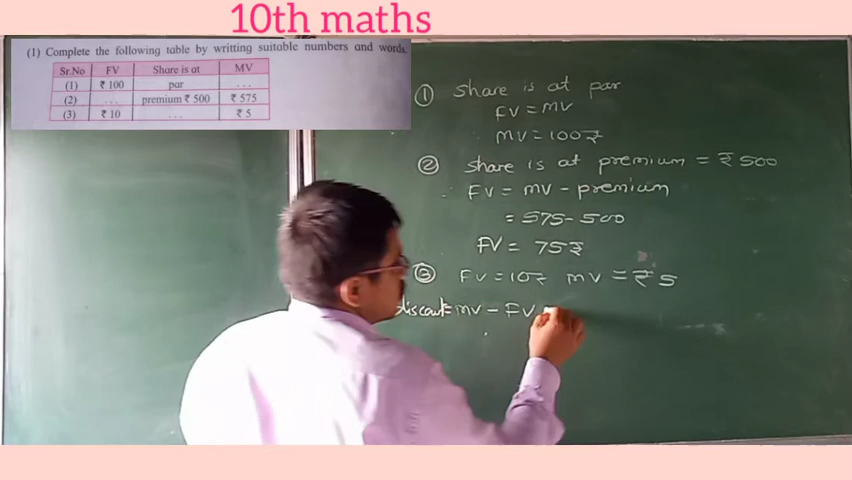 10th maths
(1) Complete the following table by writting suitable numbers and words.
Sr.No FV Share is at MV
(1) ₹ 100 par ...
(2) ... premium ₹ 500 ₹ 575
(3) ₹ 10 ... ₹ 5
① Share is at par
FV = MV
MV = 100₹
② Share is at premium = ₹ 500
∴ FV = MV - premium
= 575 - 500
FV = 75₹
③ FV = 10₹ MV = ₹ 5
= MV - FV